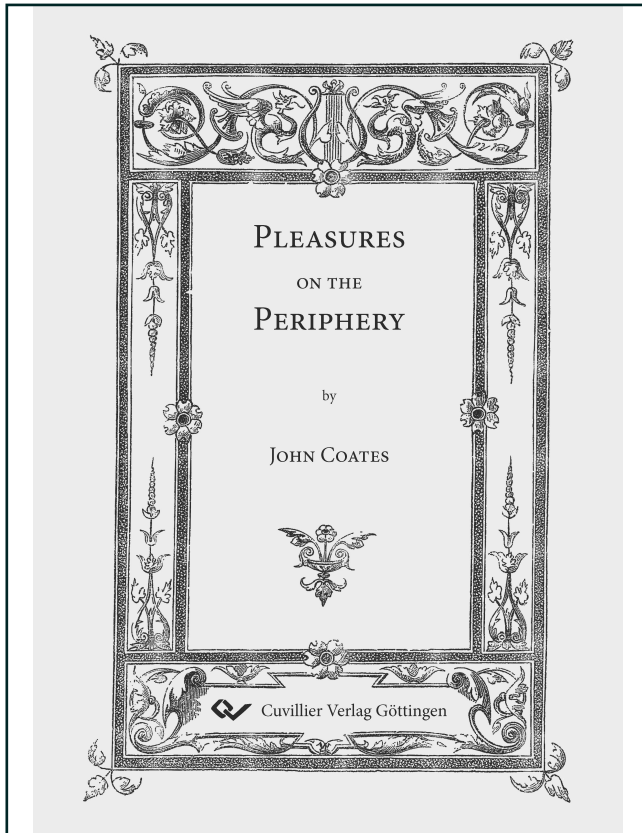 PLEASURES
ON THE
PERIPHERY
by
JOHN COATES
Cuvillier Verlag Göttingen